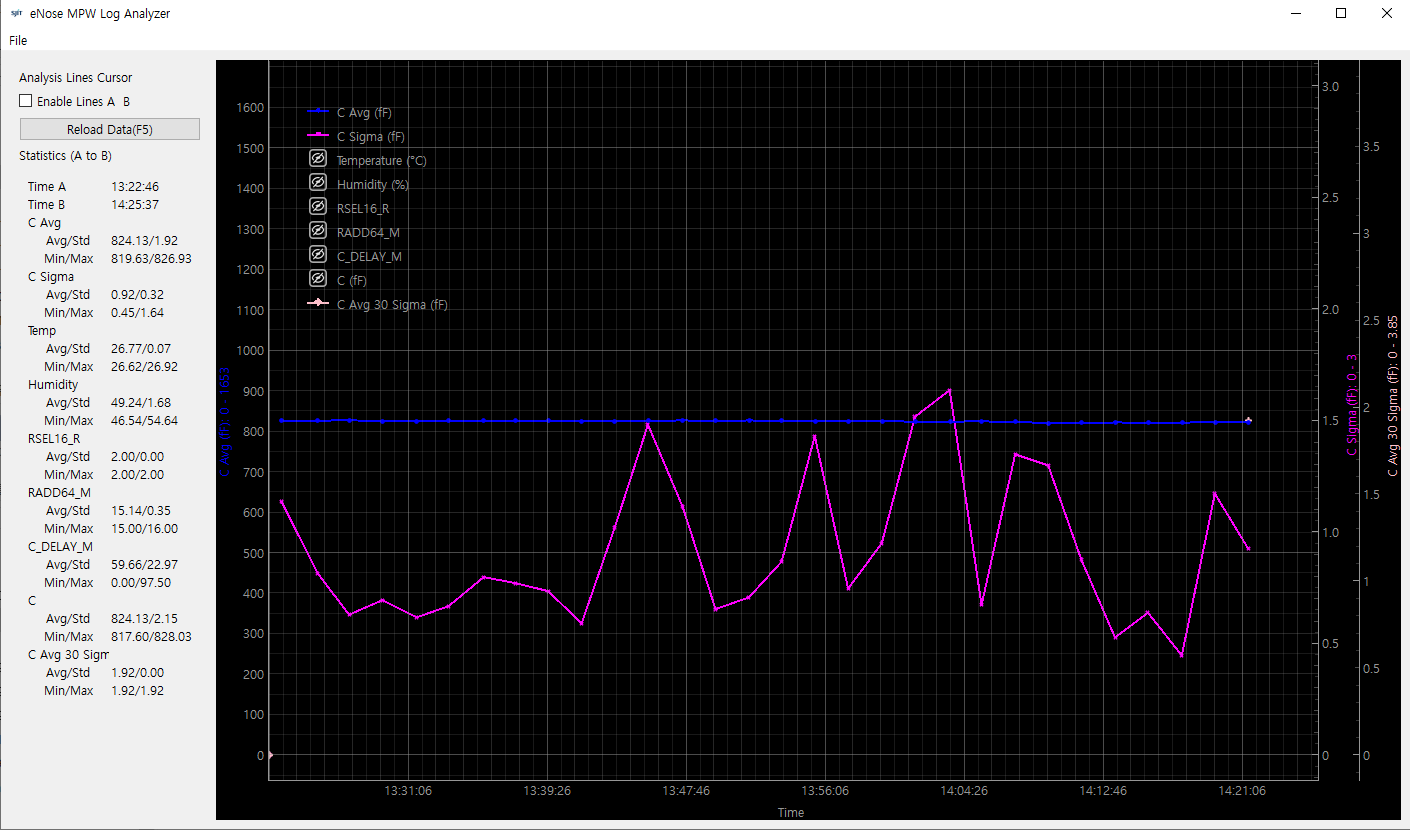 eNose MPW Log Analyzer
File
Analysis Lines Cursor
Enable Lines A B
Reload Data(F5)
Statistics (A to B)
Time A 13:22:46
Time B 14:25:37
C Avg
Avg/Std 824.13/1.92
Min/Max 819.63/826.93
C Sigma
Avg/Std 0.92/0.32
Min/Max 0.45/1.64
Temp
Avg/Std 26.77/0.07
Min/Max 26.62/26.92
Humidity
Avg/Std 49.24/1.68
Min/Max 46.54/54.64
RSEL16_R
Avg/Std 2.00/0.00
Min/Max 2.00/2.00
RADD64_M
Avg/Std 15.14/0.35
Min/Max 15.00/16.00
C_DELAY_M
Avg/Std 59.66/22.97
Min/Max 0.00/97.50
C
Avg/Std 824.13/2.15
Min/Max 817.60/828.03
C Avg 30 Sigm
Avg/Std 1.92/0.00
Min/Max 1.92/1.92
C Avg (fF): 0 - 1653
1600
1500
1400
1300
1200
1100
1000
900
800
700
600
500
400
300
200
100
0
C Avg (fF)
C Sigma (fF)
Temperature (°C)
Humidity (%)
RSEL16_R
RADD64_M
C_DELAY_M
C (fF)
C Avg 30 Sigma (fF)
3.0
2.5
2.0
1.5
1.0
0.5
0
C Sigma (fF): 0 - 3
3.5
3
2.5
2
1.5
1
0.5
0
C Avg 30 Sigma (fF): 0 - 3.85
13:31:06 13:39:26 13:47:46 13:56:06 14:04:26 14:12:46 14:21:06
Time